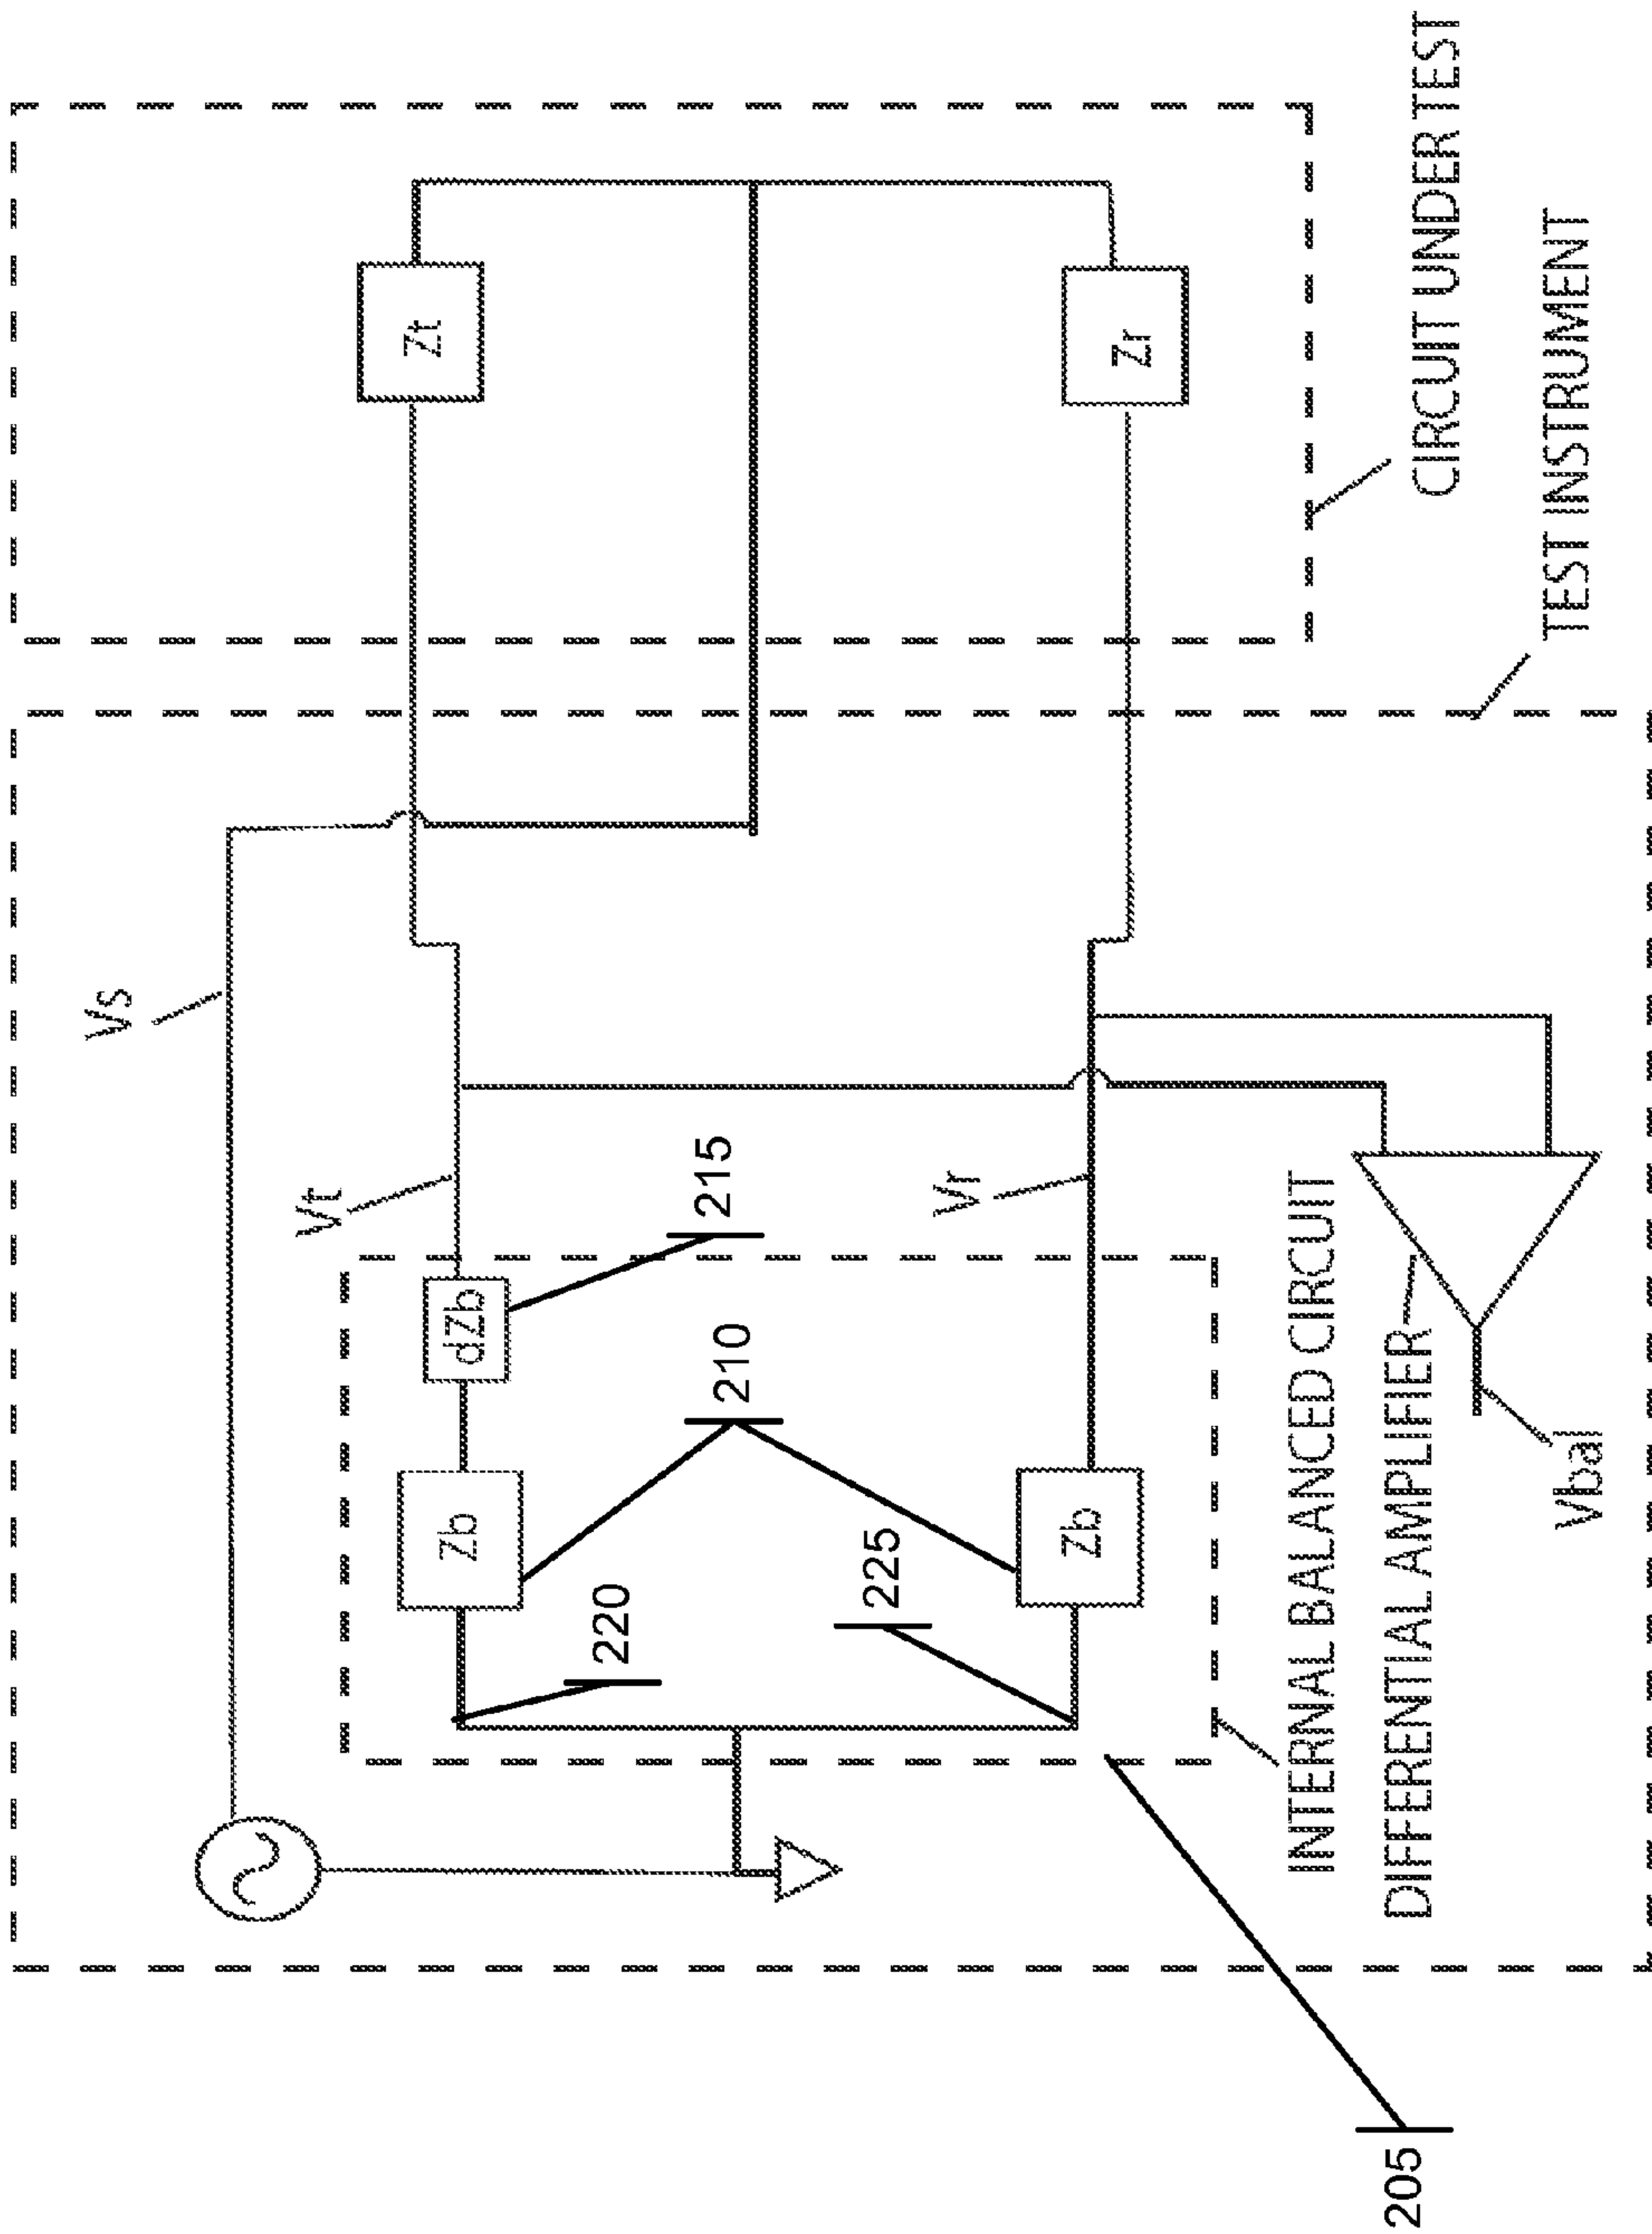 Vs
Vt
Zt
Zb
dZb
215
210
220
225
Vr
Zb
Zr
INTERNAL BALANCED CIRCUIT
DIFFERENTIAL AMPLIFIER
Vbal
CIRCUIT UNDER TEST
TEST INSTRUMENT
205